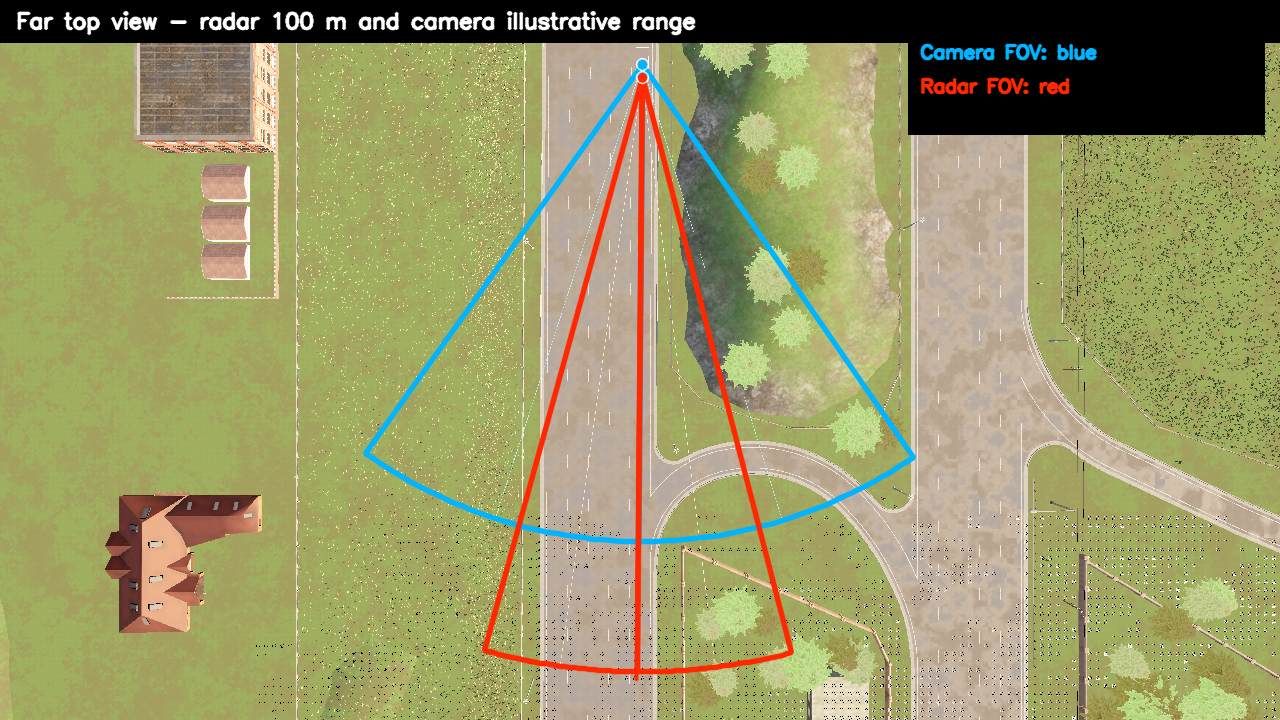 Far top view - radar 100 m and camera illustrative range
Camera FOV: blue
Radar FOV: red